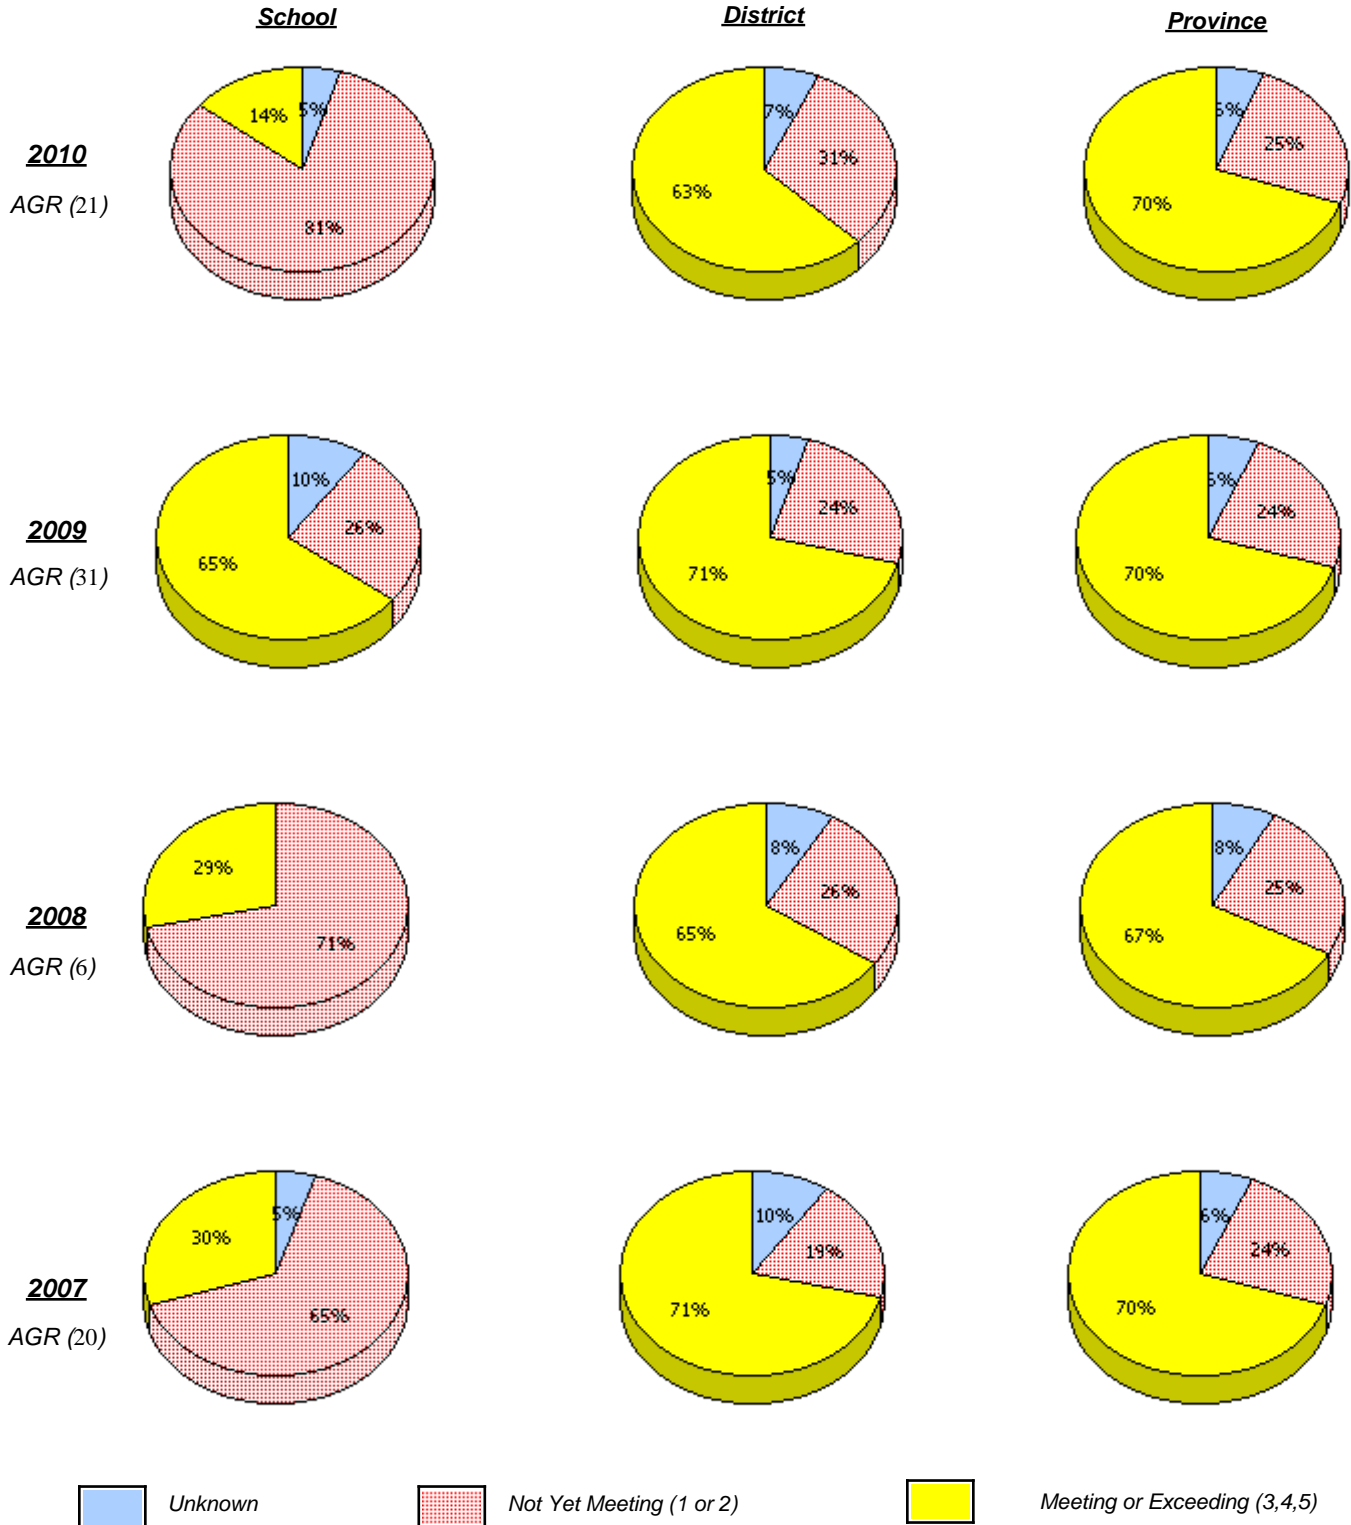 School District Province
14% 5% 7% 31% 25%
2010
AGR (21)
81% 63% 70%
10% 26% 5% 24% 24%
2009
AGR (31)
65% 71% 70%
29% 8% 26% 8% 25%
2008
AGR (6)
71% 65% 67%
30% 5% 10% 19% 6% 24%
2007
AGR (20)
65% 71% 70%
Unknown Not Yet Meeting (1 or 2) Meeting or Exceeding (3,4,5)